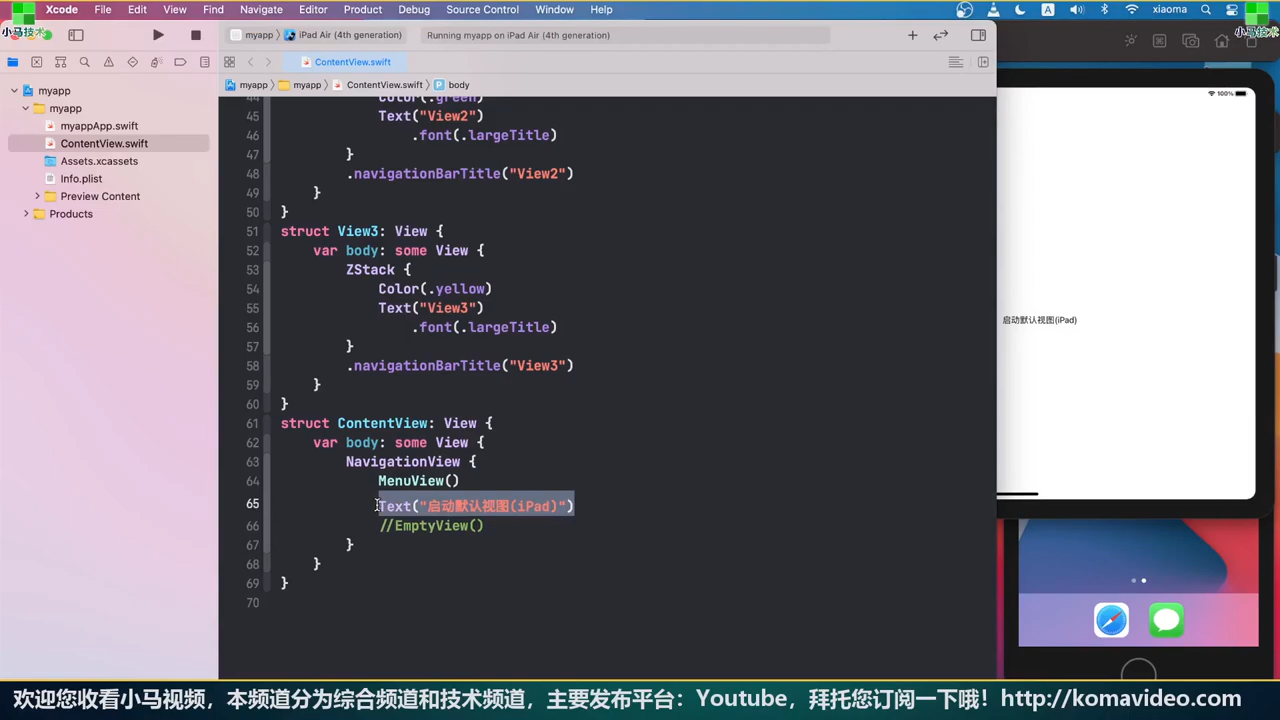 Xcode File Edit View Find Navigate Editor Product Debug Source Control Window Help A xiaoma
小马技术
小马技术
myapp iPad Air (4th generation) Running myapp on iPad Air (4th generation)
ContentView.swift
myapp myapp ContentView.swift P body
myapp
myapp
myappApp.swift
ContentView.swift
Assets.xcassets
Info.plist
Preview Content
Products
44 Color(.green)
45 Text("View2")
46 .font(.largeTitle)
47 }
48 .navigationBarTitle("View2")
49 }
50 }
51 struct View3: View {
52 var body: some View {
53 ZStack {
54 Color(.yellow)
55 Text("View3")
56 .font(.largeTitle)
57 }
58 .navigationBarTitle("View3")
59 }
60 }
61 struct ContentView: View {
62 var body: some View {
63 NavigationView {
64 MenuView()
65 Text("启动默认视图(iPad)")
66 //EmptyView()
67 }
68 }
69 }
70
100%
启动默认视图(iPad)
欢迎您收看小马视频，本频道分为综合频道和技术频道，主要发布平台：Youtube，拜托您订阅一下哦！http://komavideo.com